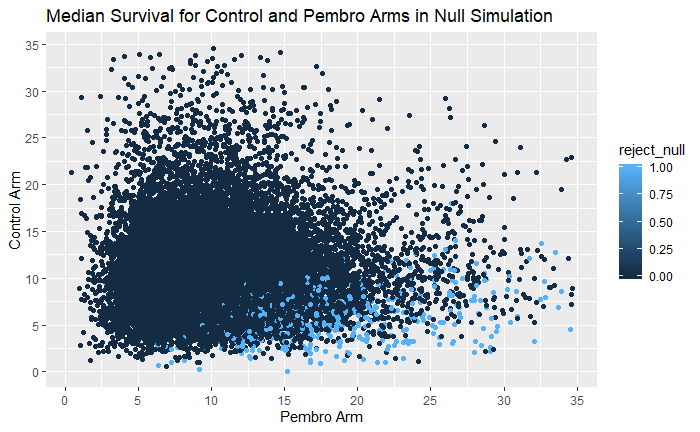 Median Survival for Control and Pembro Arms in Null Simulation
35
30
25
20
15
10
5
0
Control Arm
0 5 10 15 20 25 30 35
Pembro Arm
reject_null
1.00
0.75
0.50
0.25
0.00